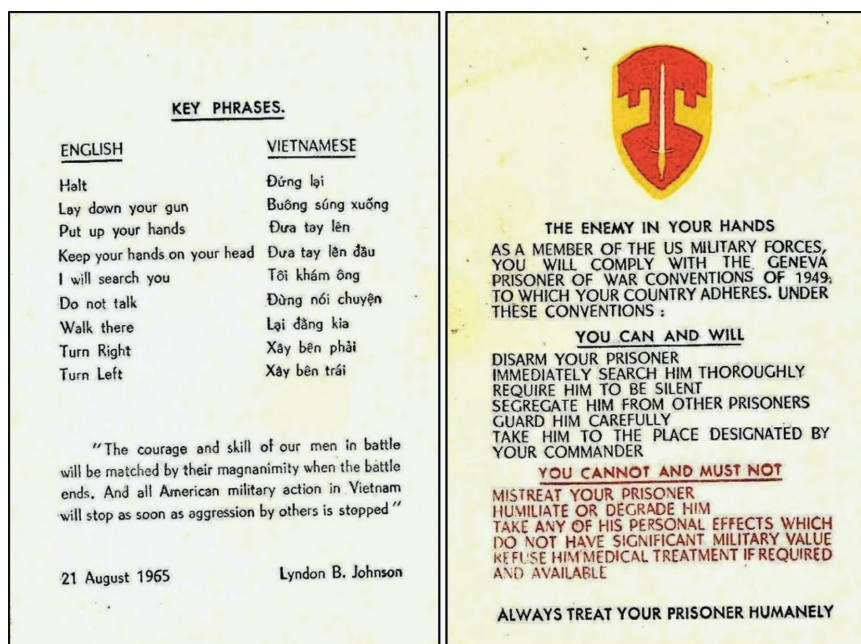 KEY PHRASES.
ENGLISH VIETNAMESE
Halt Đứng lại
Lay down your gun Buông súng xuống
Put up your hands Đưa tay lên
Keep your hands on your head Đưa tay lên đầu
I will search you Tôi khám ông
Do not talk Đừng nói chuyện
Walk there Lại đằng kia
Turn Right Xây bên phải
Turn Left Xây bên trái
"The courage and skill of our men in battle
will be matched by their magnanimity when the battle
ends. And all American military action in Vietnam
will stop as soon as aggression by others is stopped"
21 August 1965 Lyndon B. Johnson
THE ENEMY IN YOUR HANDS
AS A MEMBER OF THE US MILITARY FORCES,
YOU WILL COMPLY WITH THE GENEVA
PRISONER OF WAR CONVENTIONS OF 1949,
TO WHICH YOUR COUNTRY ADHERES. UNDER
THESE CONVENTIONS :
YOU CAN AND WILL
DISARM YOUR PRISONER
IMMEDIATELY SEARCH HIM THOROUGHLY
REQUIRE HIM TO BE SILENT
SEGREGATE HIM FROM OTHER PRISONERS
GUARD HIM CAREFULLY
TAKE HIM TO THE PLACE DESIGNATED BY
YOUR COMMANDER
YOU CANNOT AND MUST NOT
MISTREAT YOUR PRISONER
HUMILIATE OR DEGRADE HIM
TAKE ANY OF HIS PERSONAL EFFECTS WHICH
DO NOT HAVE SIGNIFICANT MILITARY VALUE
REFUSE HIM MEDICAL TREATMENT IF REQUIRED
AND AVAILABLE
ALWAYS TREAT YOUR PRISONER HUMANELY